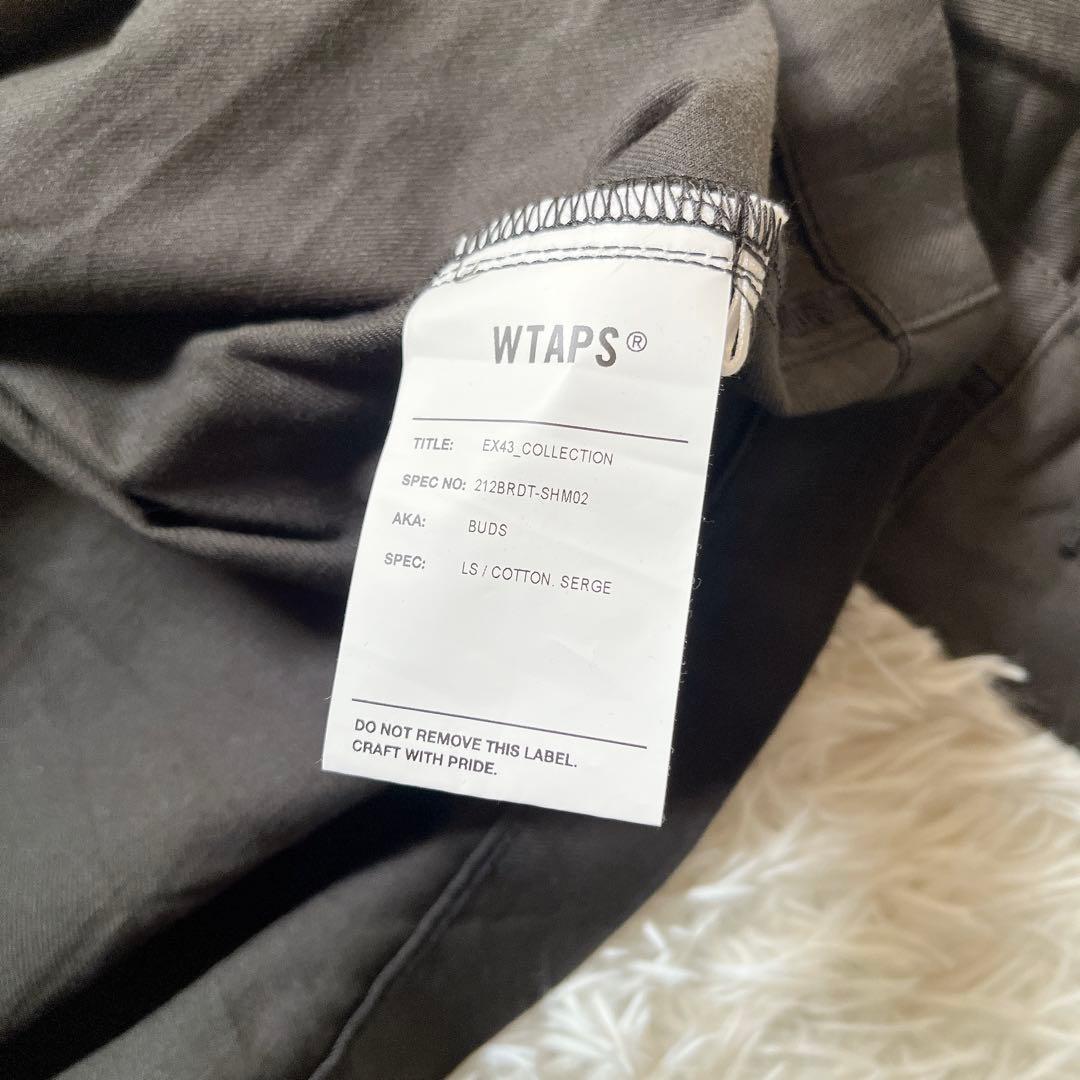 WTAPS®
TITLE: EX43_COLLECTION
SPEC NO: 212BRDT-SHM02
AKA: BUDS
SPEC: LS / COTTON. SERGE
DO NOT REMOVE THIS LABEL.
CRAFT WITH PRIDE.